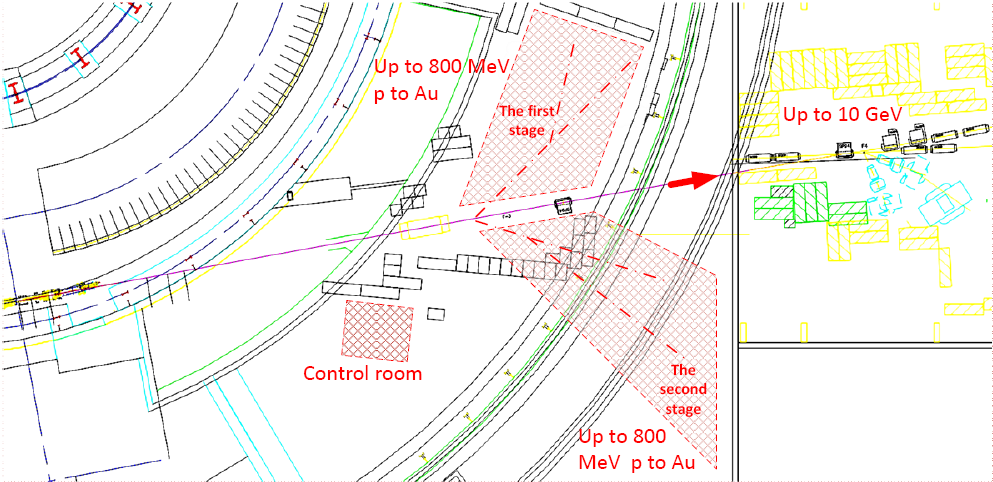 Up to 800 MeV
p to Au
The first
stage
Up to 10 GeV
Control room
The
second
stage
Up to 800
MeV p to Au